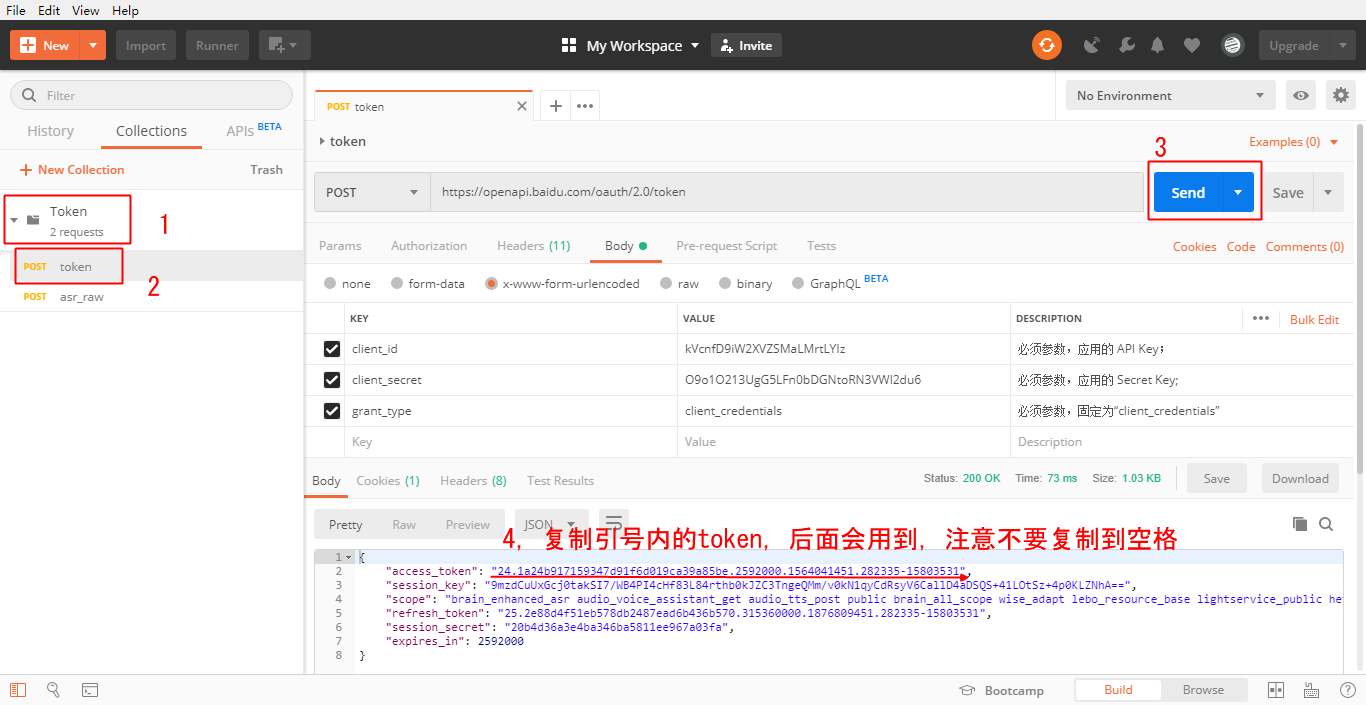 File Edit View Help
New Import Runner My Workspace Invite Upgrade
Filter
History Collections APIs BETA
New Collection Trash
Token
2 requests
1
POST token
2
POST asr_raw
POST token
No Environment
token
Examples (0)
3
POST https://openapi.baidu.com/oauth/2.0/token Send Save
Params Authorization Headers (11) Body Pre-request Script Tests Cookies Code Comments (0)
none form-data x-www-form-urlencoded raw binary GraphQL BETA
KEY VALUE DESCRIPTION Bulk Edit
client_id kVcnfD9iW2XVZSMaLMrtLYIz 必须参数，应用的 API Key；
client_secret O9o1O213UgG5LFn0bDGNtoRN3VWI2du6 必须参数，应用的 Secret Key;
grant_type client_credentials 必须参数，固定为“client_credentials”
Key Value Description
Body Cookies (1) Headers (8) Test Results Status: 200 OK Time: 73 ms Size: 1.03 KB Save Download
Pretty Raw Preview JSON
4, 复制引号内的token, 后面会用到, 注意不要复制到空格
1 {
2 "access_token": "24.1a24b917159347d91f6d019ca39a85be.2592000.1564041451.282335-15803531",
3 "session_key": "9mzdCuUxGcj0takSI7/WB4PI4cHf83L84rthb0kJZC3TngeQMm/v0kN1qyCdRsyV6CallD4aDSQS+41LOtSz+4p0KLZNhA==",
4 "scope": "brain_enhanced_asr audio_voice_assistant_get audio_tts_post public brain_all_scope wise_adapt lebo_resource_base lightservice_public he
5 "refresh_token": "25.2e88d4f51eb578db2487ead6b436b570.315360000.1876809451.282335-15803531",
6 "session_secret": "20b4d36a3e4ba346ba5811ee967a03fa",
7 "expires_in": 2592000
8 }
Bootcamp Build Browse